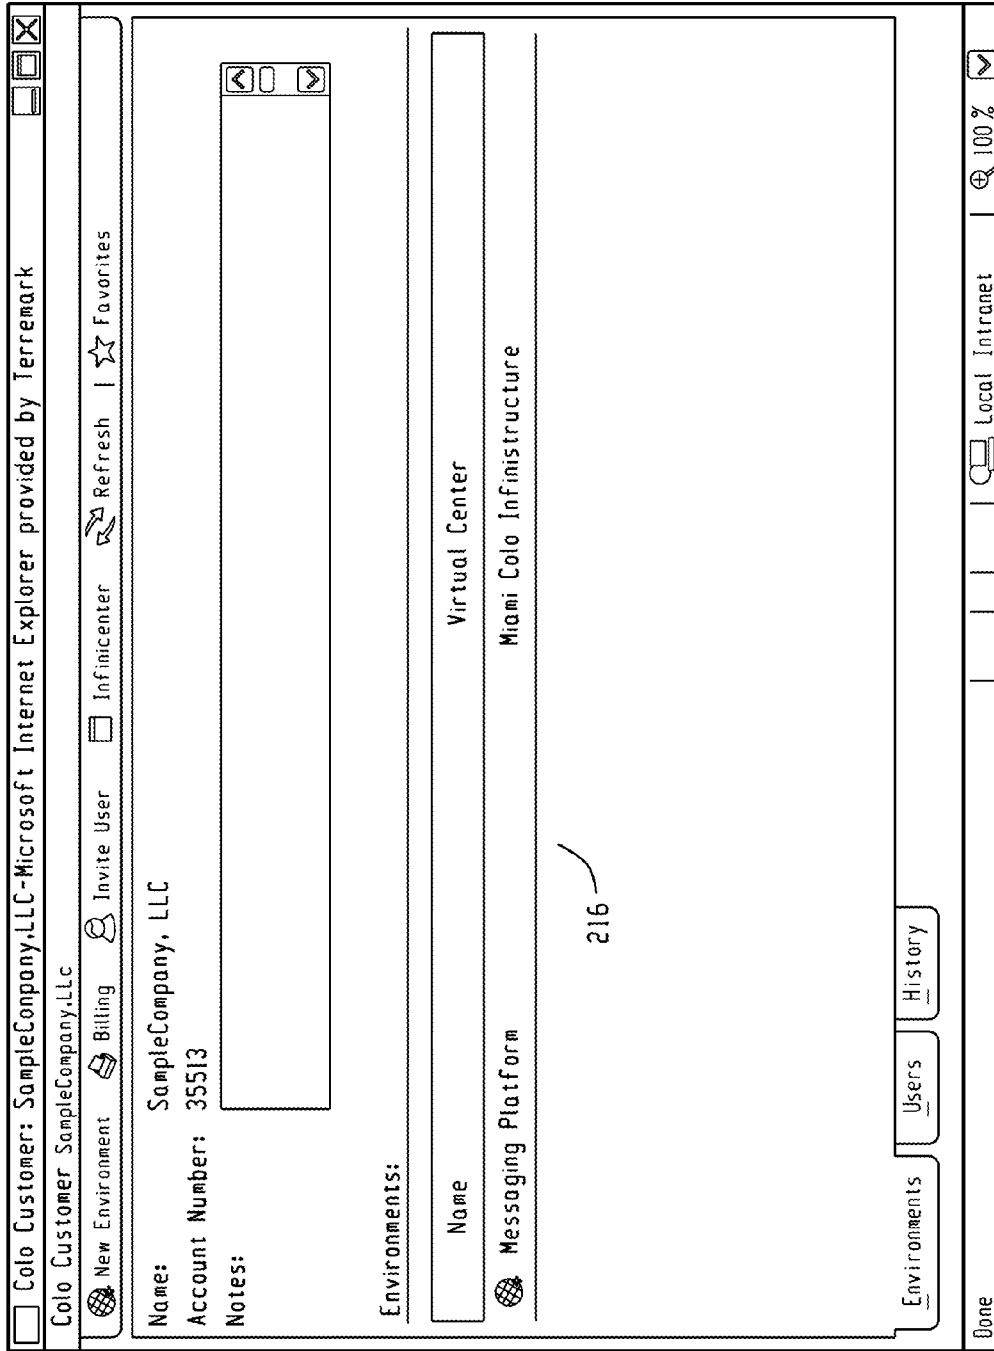 Colo Customer: SampleConpany,LLC-Microsoft Internet Explorer provided by Terremark
Colo Customer SampleCompany,LLc
New Environment Billing Invite User Infinicenter Refresh | Favorites
Name: SampleCompany, LLC
Account Number: 35513
Notes:
Environments:
Name Virtual Center
Messaging Platform Miami Colo Infinistructure
216
Environments Users History
Done Local Intranet 100%